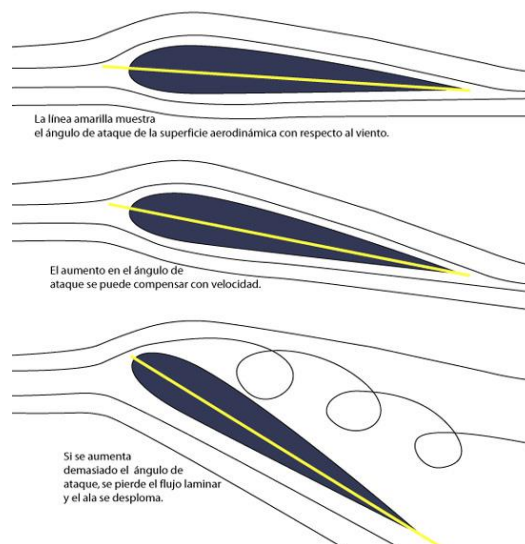 La línea amarilla muestra
el ángulo de ataque de la superficie aerodinámica con respecto al viento.
El aumento en el ángulo de
ataque se puede compensar con velocidad.
Si se aumenta
demasiado el ángulo de
ataque, se pierde el flujo laminar
y el ala se desploma.